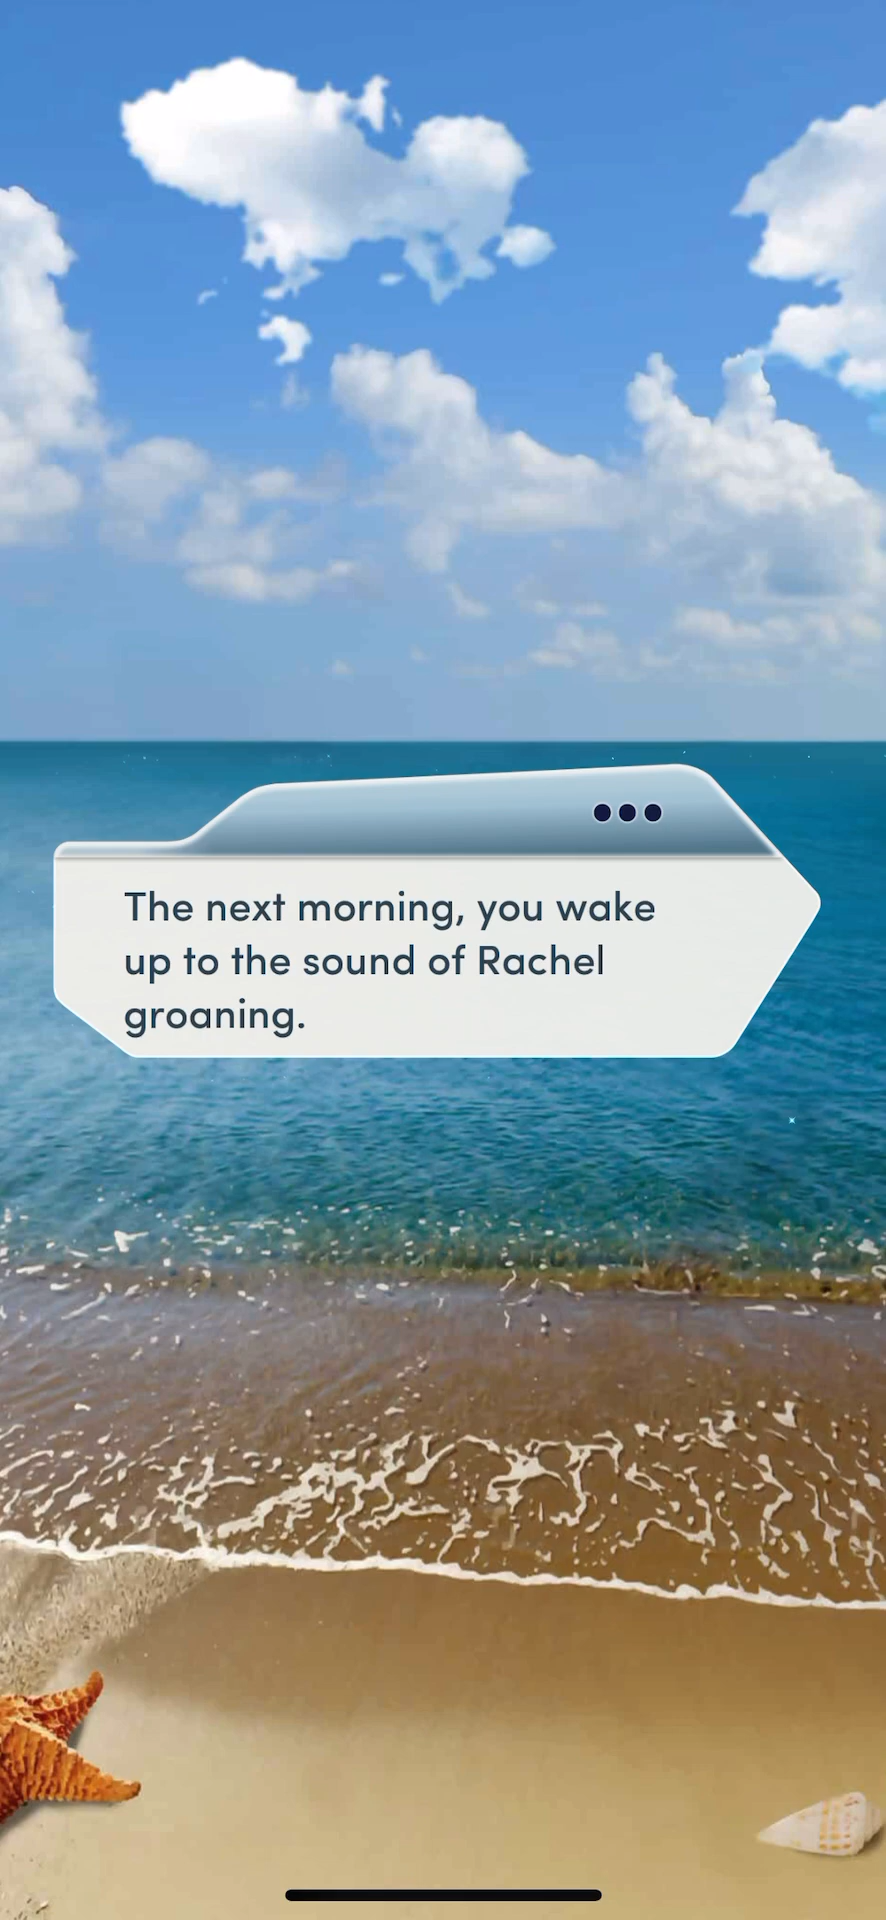 The next morning, you wake
up to the sound of Rachel
groaning.